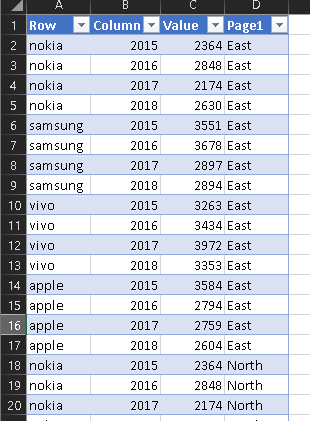 A B C D
1 Row Column Value Page1
2 nokia 2015 2364 East
3 nokia 2016 2848 East
4 nokia 2017 2174 East
5 nokia 2018 2630 East
6 samsung 2015 3551 East
7 samsung 2016 3678 East
8 samsung 2017 2897 East
9 samsung 2018 2894 East
10 vivo 2015 3263 East
11 vivo 2016 3434 East
12 vivo 2017 3972 East
13 vivo 2018 3353 East
14 apple 2015 3584 East
15 apple 2016 2794 East
16 apple 2017 2759 East
17 apple 2018 2604 East
18 nokia 2015 2364 North
19 nokia 2016 2848 North
20 nokia 2017 2174 North